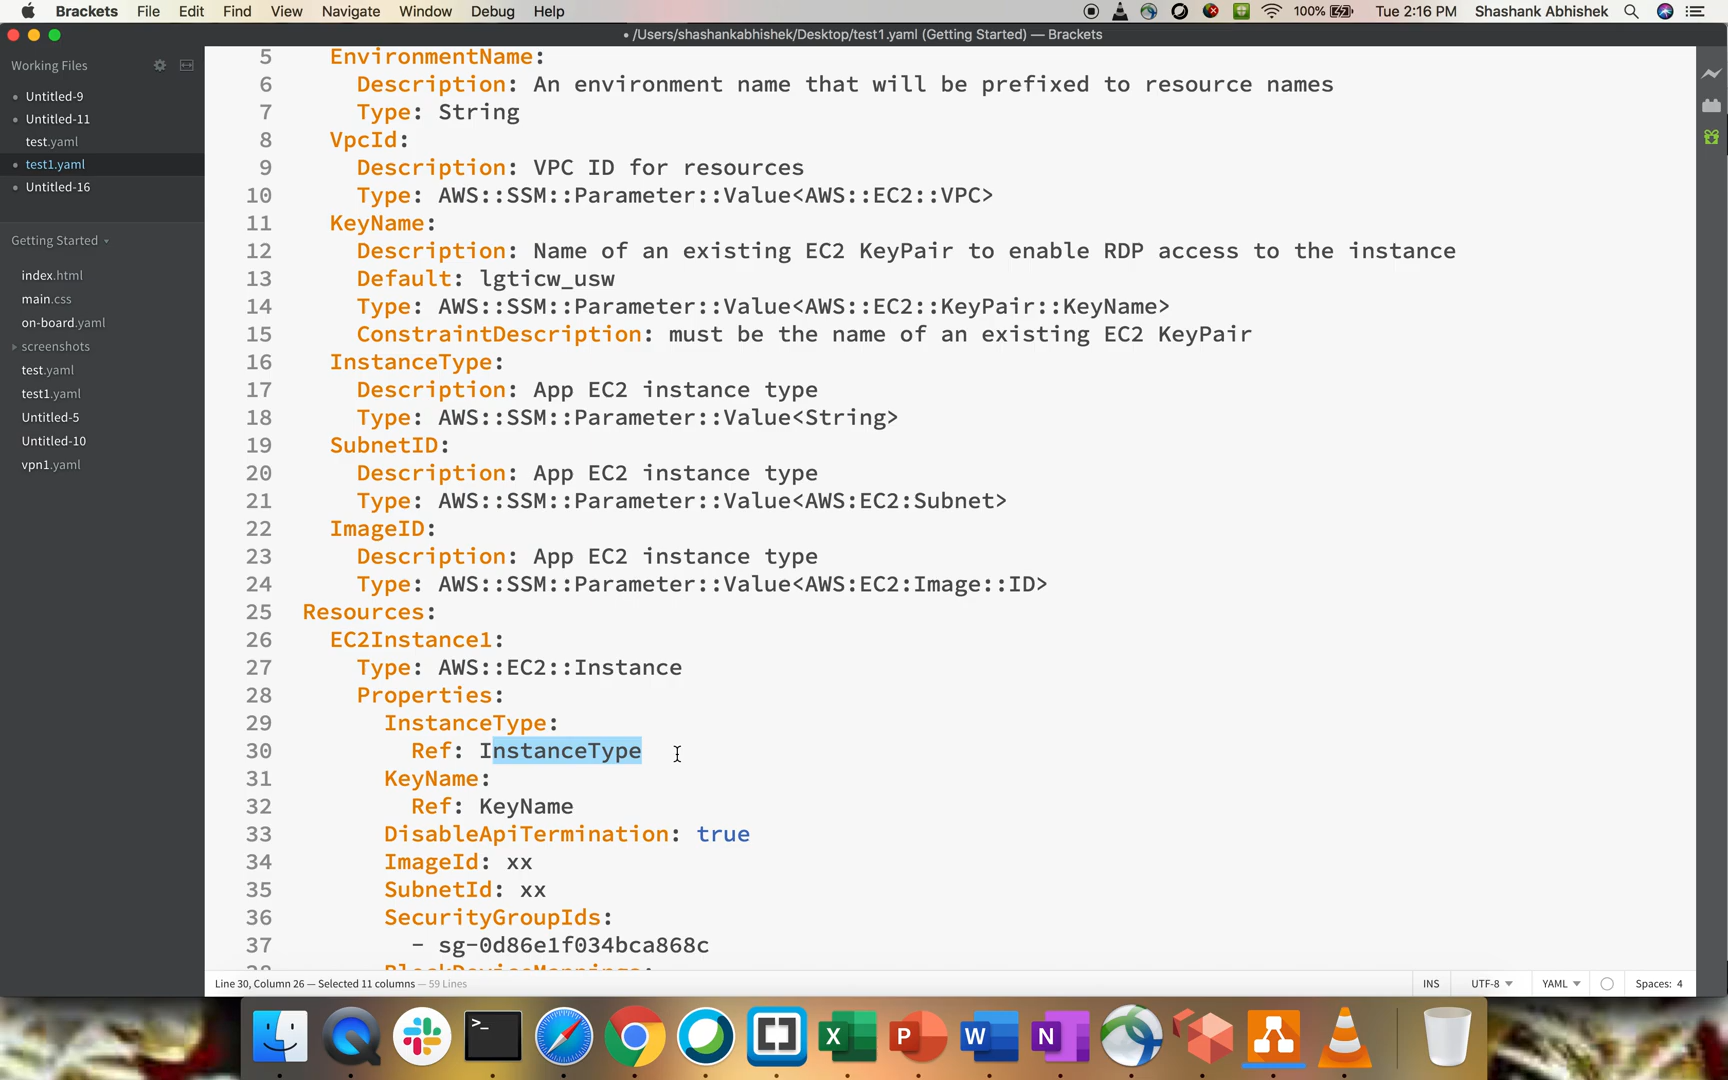 Brackets File Edit Find View Navigate Window Debug Help 100% Tue 2:16 PM Shashank Abhishek
• /Users/shashankabhishek/Desktop/test1.yaml (Getting Started) — Brackets
Working Files
• Untitled-9
• Untitled-11
test.yaml
• test1.yaml
• Untitled-16
Getting Started
index.html
main.css
on-board.yaml
screenshots
test.yaml
test1.yaml
Untitled-5
Untitled-10
vpn1.yaml
5 EnvironmentName:
6 Description: An environment name that will be prefixed to resource names
7 Type: String
8 VpcId:
9 Description: VPC ID for resources
10 Type: AWS::SSM::Parameter::Value<AWS::EC2::VPC>
11 KeyName:
12 Description: Name of an existing EC2 KeyPair to enable RDP access to the instance
13 Default: lgticw_usw
14 Type: AWS::SSM::Parameter::Value<AWS::EC2::KeyPair::KeyName>
15 ConstraintDescription: must be the name of an existing EC2 KeyPair
16 InstanceType:
17 Description: App EC2 instance type
18 Type: AWS::SSM::Parameter::Value<String>
19 SubnetID:
20 Description: App EC2 instance type
21 Type: AWS::SSM::Parameter::Value<AWS:EC2:Subnet>
22 ImageID:
23 Description: App EC2 instance type
24 Type: AWS::SSM::Parameter::Value<AWS:EC2:Image::ID>
25 Resources:
26 EC2Instance1:
27 Type: AWS::EC2::Instance
28 Properties:
29 InstanceType:
30 Ref: InstanceType
31 KeyName:
32 Ref: KeyName
33 DisableApiTermination: true
34 ImageId: xx
35 SubnetId: xx
36 SecurityGroupIds:
37 - sg-0d86e1f034bca868c
38 BlockDeviceMappings:
Line 30, Column 26 — Selected 11 columns — 59 Lines INS UTF-8 YAML Spaces: 4
X P W N